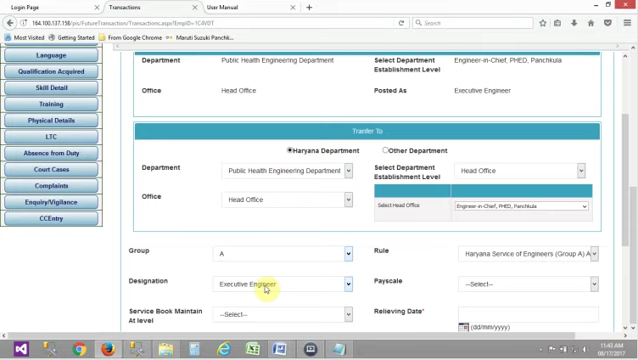 Login Page
Transactions
User Manual
164.100.137.156/pis/FutureTransaction/Transactions.aspx?EmpID=
Search
Most Visited
Getting Started
From Google Chrome
Maruti Suzuki Panchk...
Language
Qualification Acquired
Skill Detail
Training
Physical Details
LTC
Absence from Duty
Court Cases
Complaints
Enquiry/Vigilance
CCEntry
Department Public Health Engineering Department Select Department Establishment Level Engineer-in-Chief, PHED, Panchkula
Office Head Office Posted As Executive Engineer
Tranfer To
Haryana Department Other Department
Department Public Health Engineering Department Select Department Establishment Level Head Office
Office Head Office
Select Head Office Engineer-in-Chief, PHED, Panchkula
Group A Rule Haryana Service of Engineers (Group A) A
Designation Executive Engineer Payscale --Select--
Service Book Maintain At level --Select-- Relieving Date*
(dd/mm/yyyy)
11:43 AM
08/17/2017